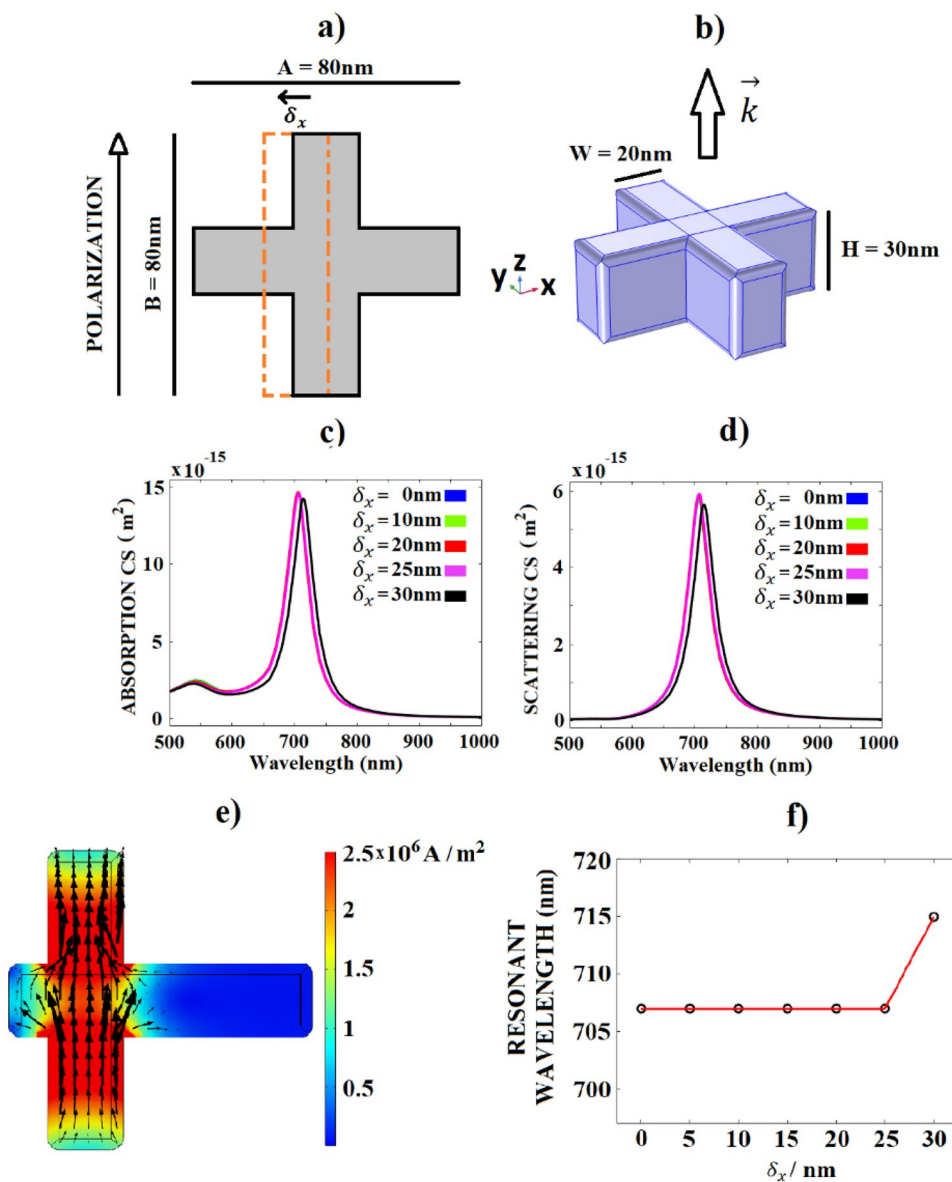 a)
A = 80nm
δₓ
POLARIZATION
B = 80nm
b)
k⃗
W = 20nm
H = 30nm
z
y
x
c)
x10⁻¹⁵
15
10
5
0
ABSORPTION CS ( m²)
δₓ = 0nm
δₓ = 10nm
δₓ = 20nm
δₓ = 25nm
δₓ = 30nm
500 600 700 800 900 1000
Wavelength (nm)
d)
x10⁻¹⁵
6
4
2
0
SCATTERING CS ( m²)
δₓ = 0nm
δₓ = 10nm
δₓ = 20nm
δₓ = 25nm
δₓ = 30nm
500 600 700 800 900 1000
Wavelength (nm)
e)
2.5x10⁶ A / m²
2
1.5
1
0.5
f)
720
715
710
705
700
RESONANT
WAVELENGTH (nm)
0 5 10 15 20 25 30
δₓ / nm